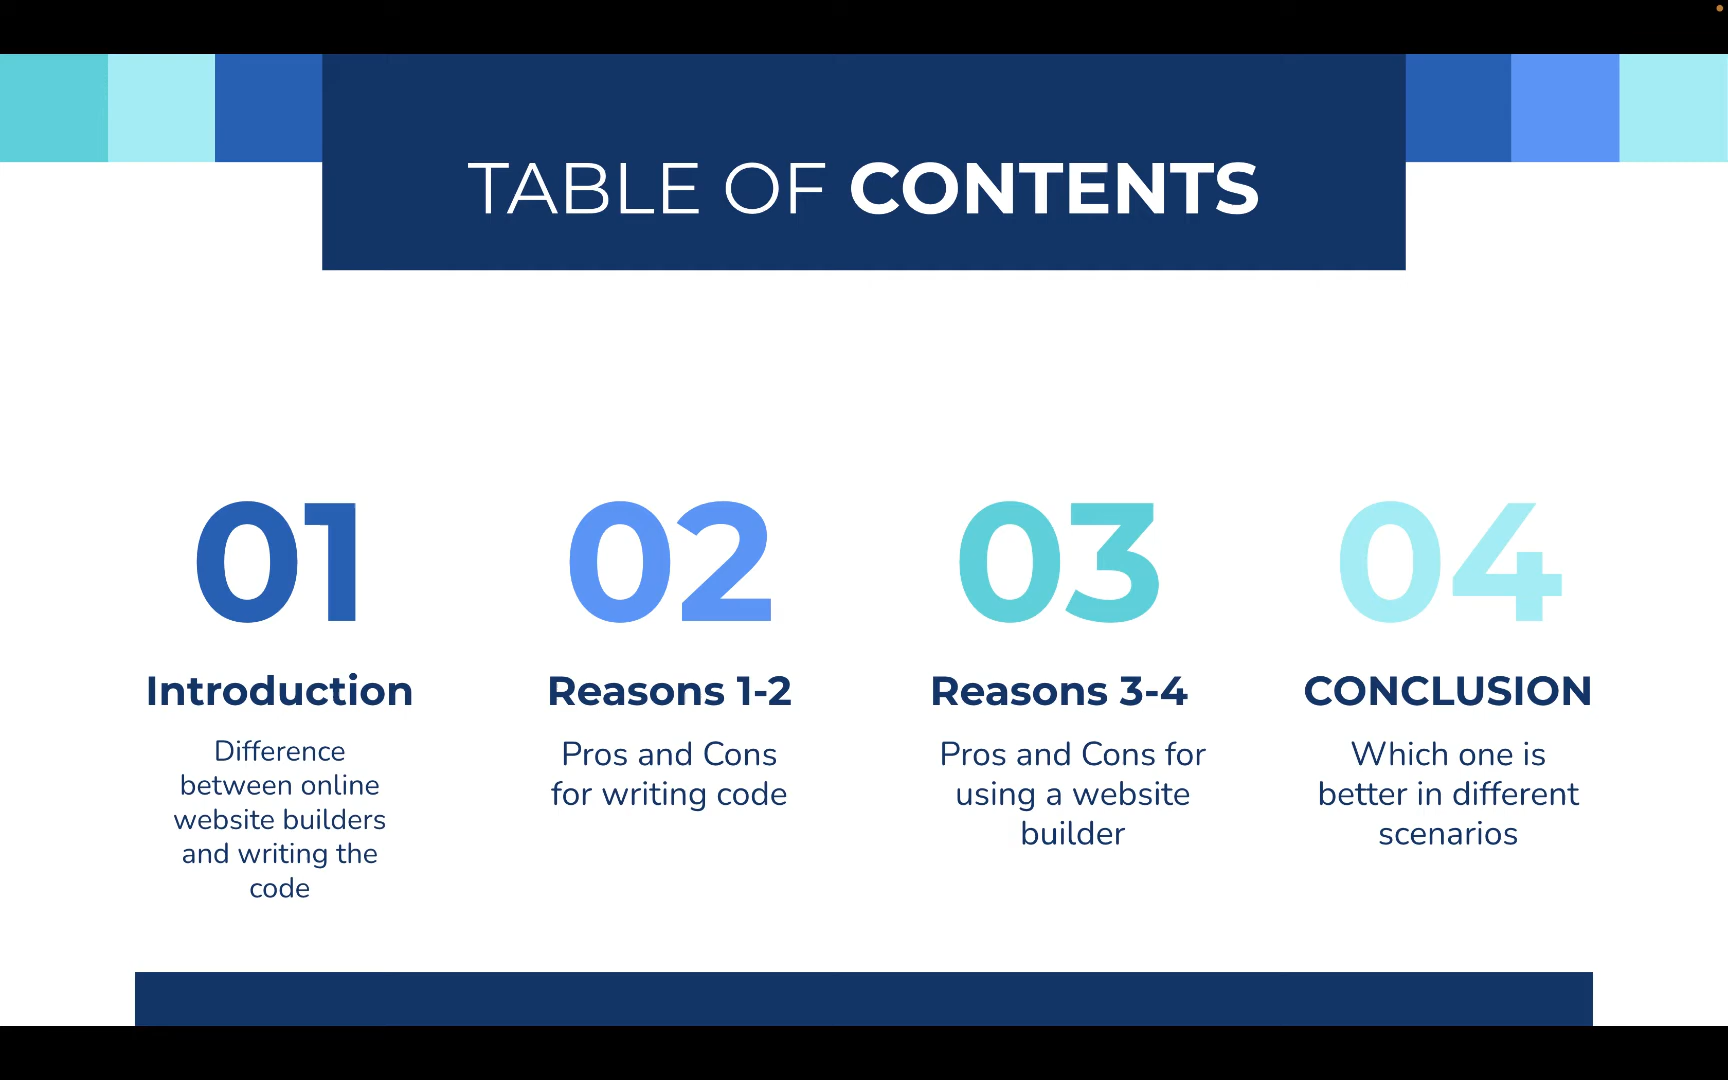 TABLE OF CONTENTS
01
Introduction
Difference
between online
website builders
and writing the
code
02
Reasons 1-2
Pros and Cons
for writing code
03
Reasons 3-4
Pros and Cons for
using a website
builder
04
CONCLUSION
Which one is
better in different
scenarios